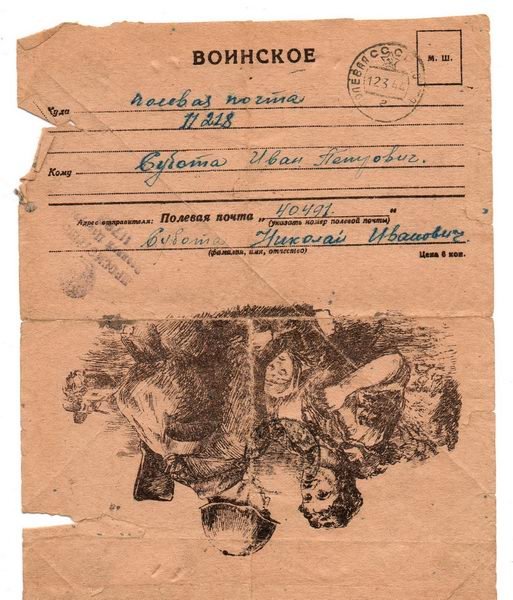 ВОИНСКОЕ
М. Ш.
Куда полевая почта
11218
Кому Субота Иван Петрович.
Адрес отправителя: Полевая почта „ 40491. “
(указать номер полевой почты)
Субота Николай Иванович.
(фамилия, имя, отчество)
Цена 6 коп.